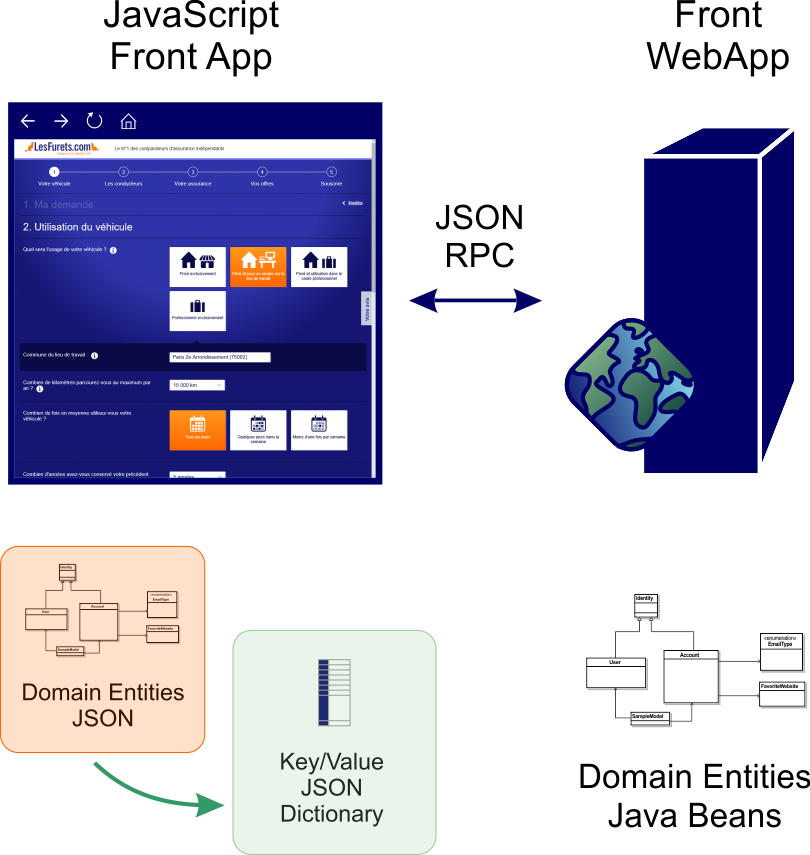 JavaScript
Front App
Front
WebApp
LesFurets.com
Le N°1 des comparateurs d'assurance indépendants
1
2
3
4
5
Votre véhicule
Les conducteurs
Votre assurance
Vos offres
Souscrire
1. Ma demande
Modifier
2. Utilisation du véhicule
Quel sera l'usage de votre véhicule ?
Privé exclusivement
Privé et pour se rendre sur le
lieu de travail
Privé et utilisation dans le
cadre professionnel
Professionnel exclusivement
Votre avis
Commune du lieu de travail :
Paris 2e Arrondissement (75002)
Combien de kilomètres parcourez-vous au maximum par
an ?
15 000 km
Combien de fois en moyenne utilisez-vous votre
véhicule ?
Tous les jours
Quelques jours dans la
semaine
Moins d'une fois par semaine
Combien d'années avez-vous conservé votre précédent
JSON
RPC
Identity
User
Account
«enumeration»
EmailType
FavoriteWebsite
SampleModel
Domain Entities
JSON
Key/Value
JSON
Dictionary
Identity
User
Account
«enumeration»
EmailType
FavoriteWebsite
SampleModel
Domain Entities
Java Beans